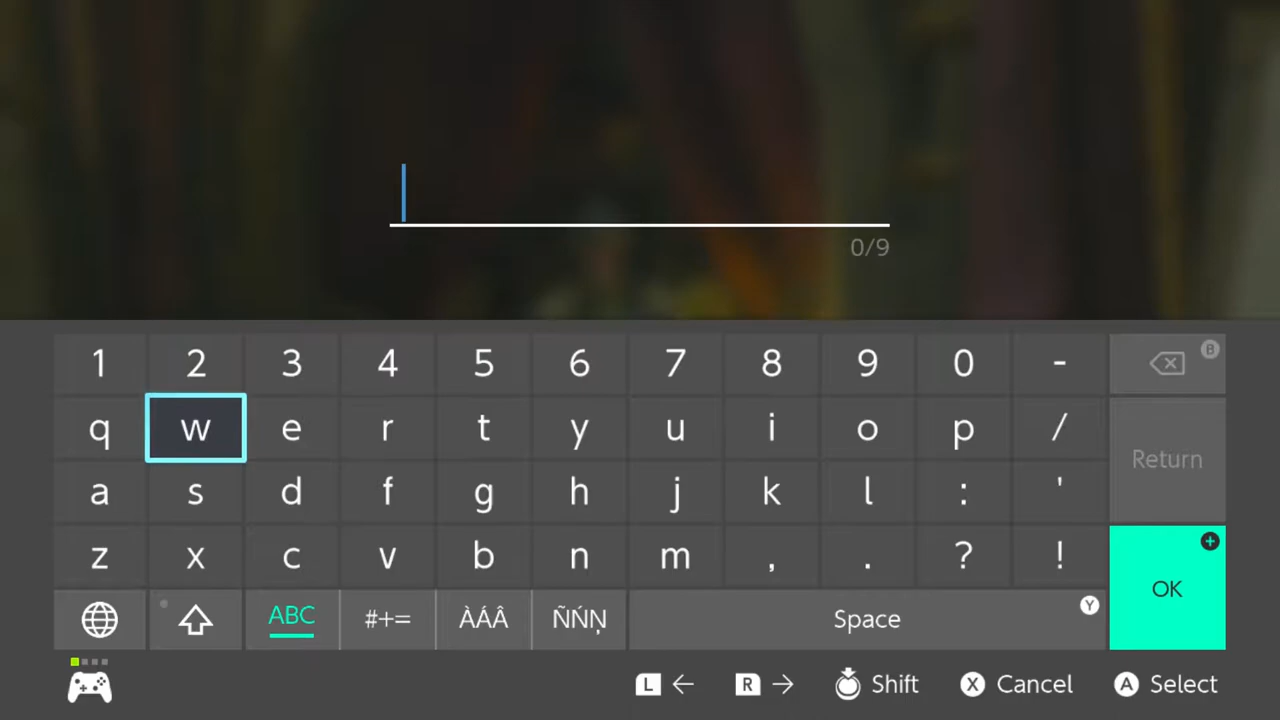 0/9
1 2 3 4 5 6 7 8 9 0 -
q w e r t y u i o p /
Return
a s d f g h j k l : '
z x c v b n m , . ? !
OK
ABC #+= ÀÁÂ ÑŃŅ Space
L ← R → Shift X Cancel A Select
B
+
Y